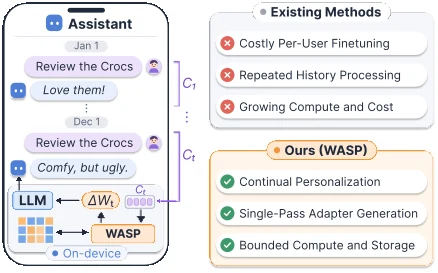 Assistant
Jan 1
Review the Crocs
Love them!
C₁
Dec 1
Review the Crocs
Comfy, but ugly.
Cₜ
LLM
ΔWₜ
Cₜ
WASP
On-device
Existing Methods
Costly Per-User Finetuning
Repeated History Processing
Growing Compute and Cost
Ours (WASP)
Continual Personalization
Single-Pass Adapter Generation
Bounded Compute and Storage